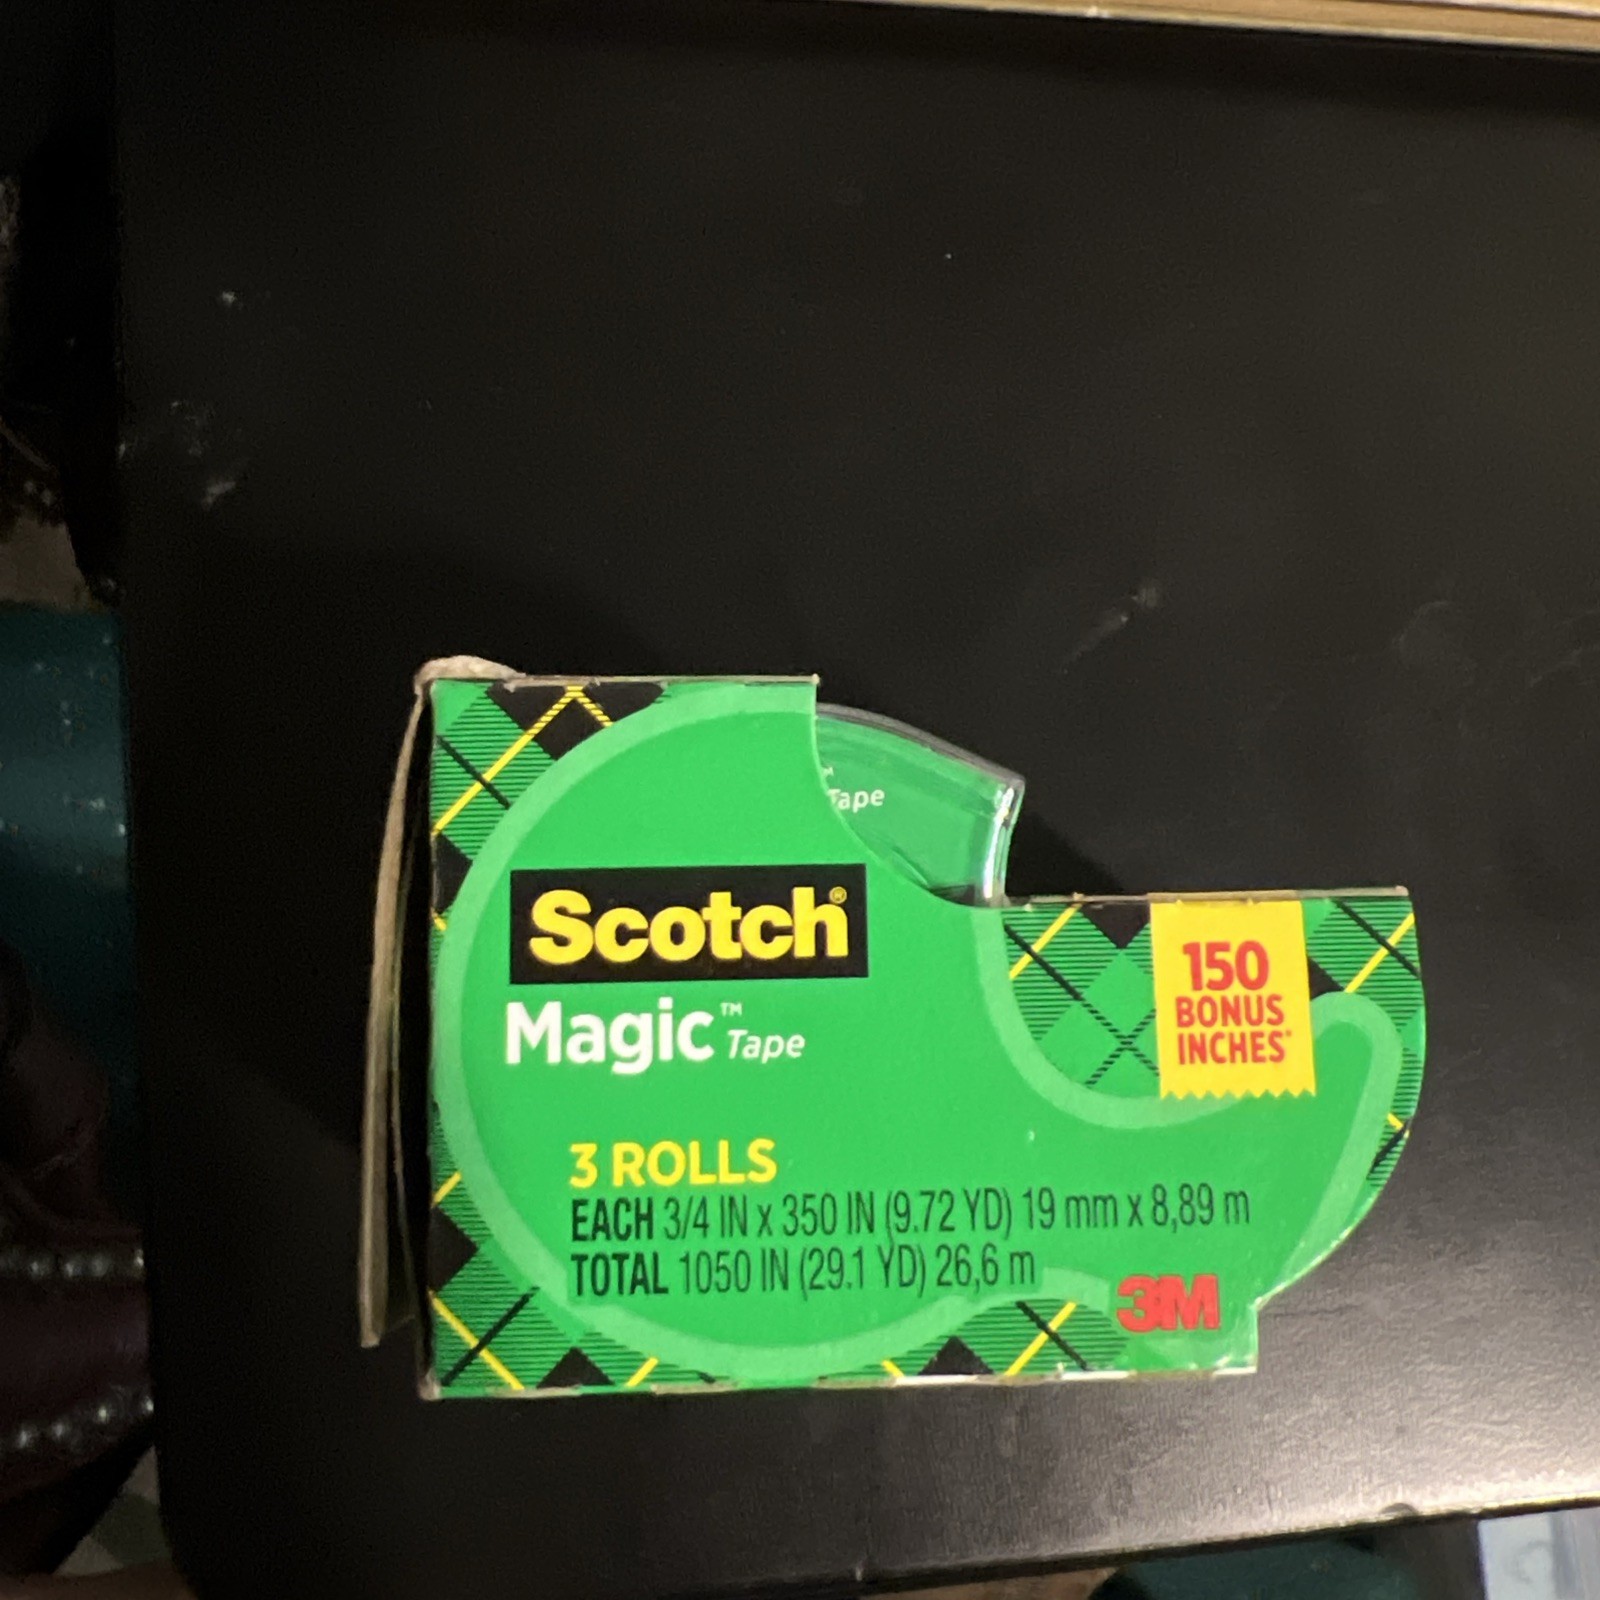 Tape
Scotch®
Magic™ Tape
150
BONUS
INCHES*
3 ROLLS
EACH 3/4 IN x 350 IN (9.72 YD) 19 mm x 8,89 m
TOTAL 1050 IN (29.1 YD) 26,6 m
3M